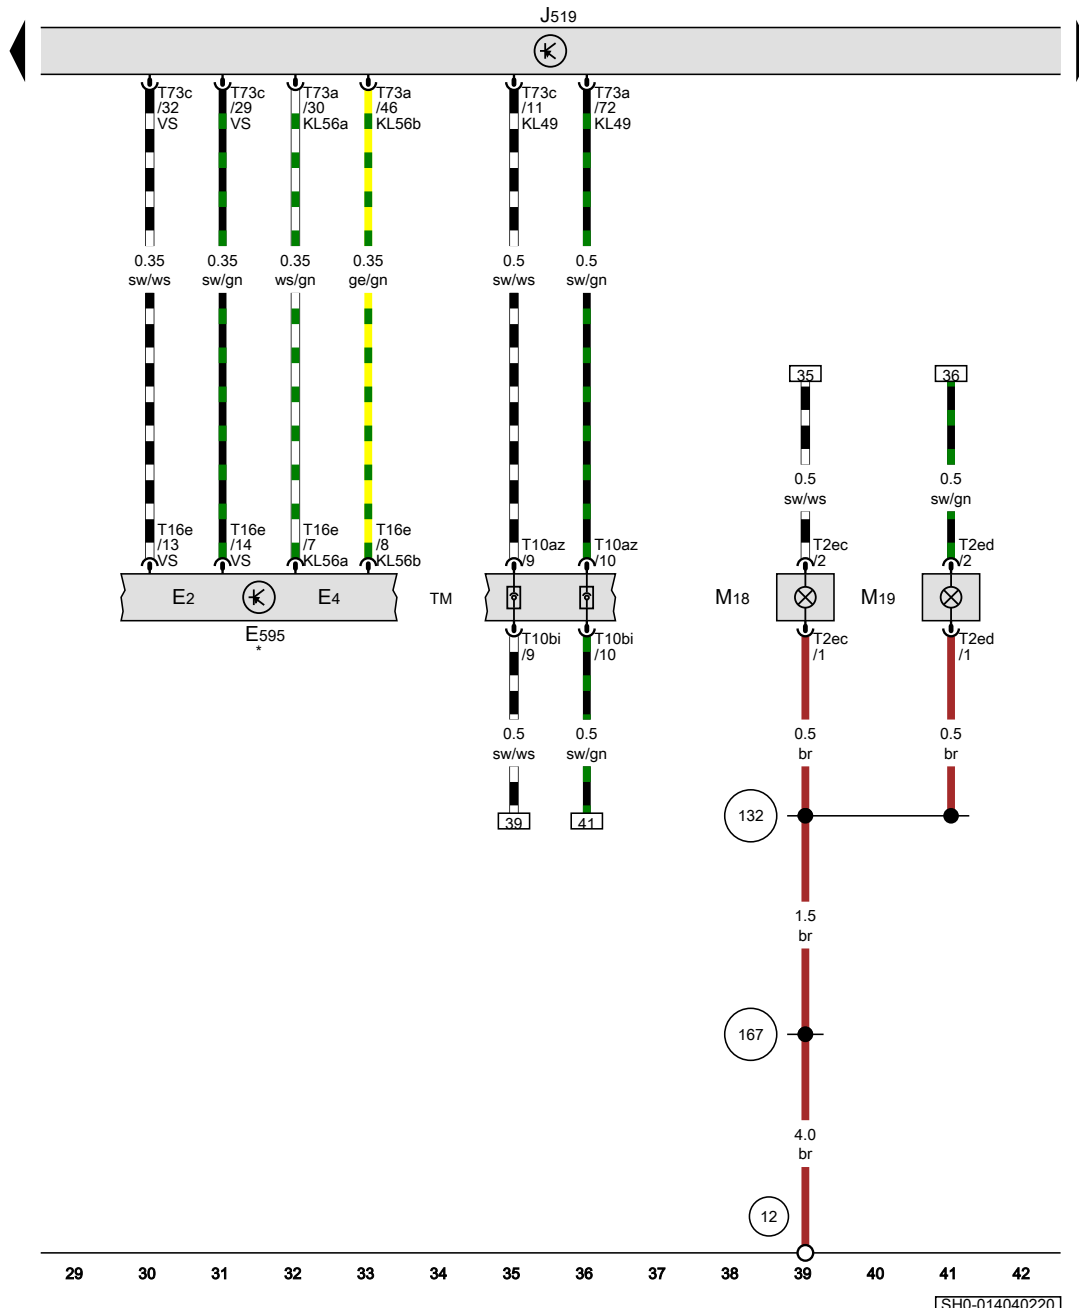 J519
T73c /32 VS
T73c /29 VS
T73a /30 KL56a
T73a /46 KL56b
T73c /11 KL49
T73a /72 KL49
0.35 sw/ws
0.35 sw/gn
0.35 ws/gn
0.35 ge/gn
0.5 sw/ws
0.5 sw/gn
35
36
0.5 sw/ws
0.5 sw/gn
T16e /13 VS
T16e /14 VS
T16e /7 KL56a
T16e /8 KL56b
T10az /9
T10az /10
T2ec /2
T2ed /2
E2
E4
TM
M18
M19
E595
*
T10bi /9
T10bi /10
T2ec /1
T2ed /1
0.5 sw/ws
0.5 sw/gn
0.5 br
0.5 br
39
41
132
1.5 br
167
4.0 br
12
29 30 31 32 33 34 35 36 37 38 39 40 41 42
SH0-014040220